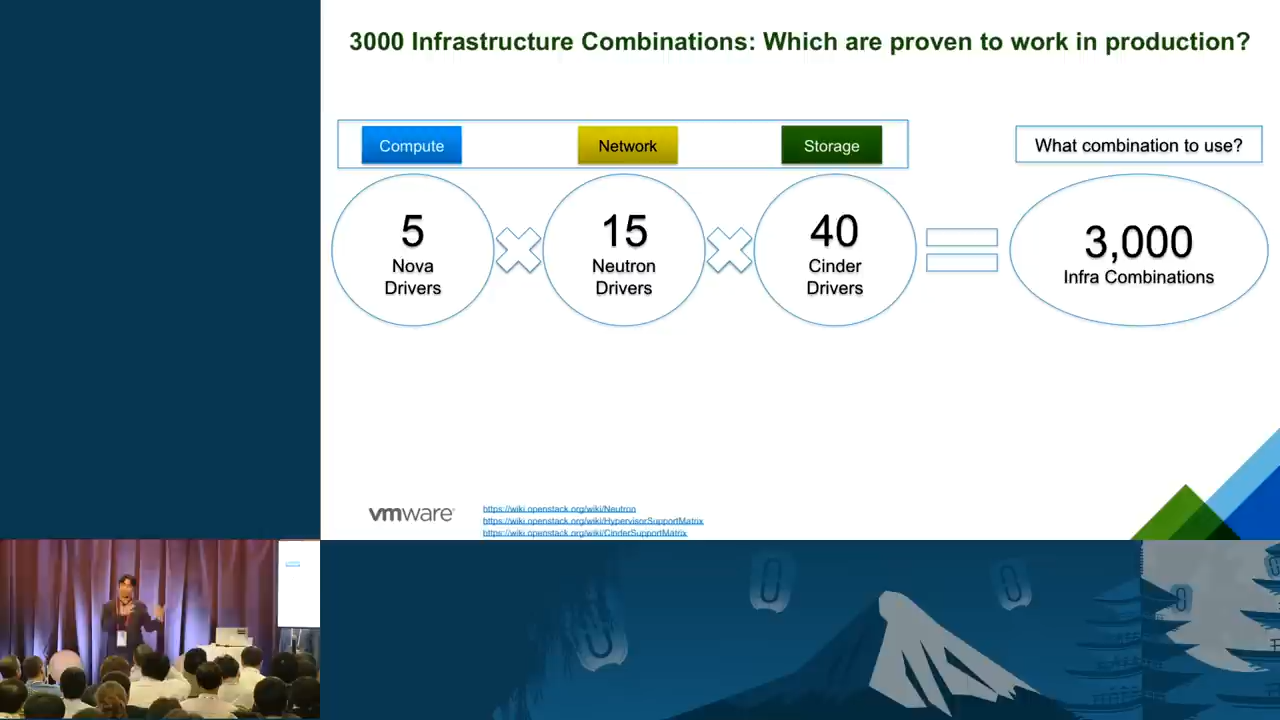 3000 Infrastructure Combinations: Which are proven to work in production?
Compute
Network
Storage
What combination to use?
5
Nova
Drivers
15
Neutron
Drivers
40
Cinder
Drivers
3,000
Infra Combinations
vmware
https://wiki.openstack.org/wiki/Neutron
https://wiki.openstack.org/wiki/HypervisorSupportMatrix
https://wiki.openstack.org/wiki/CinderSupportMatrix